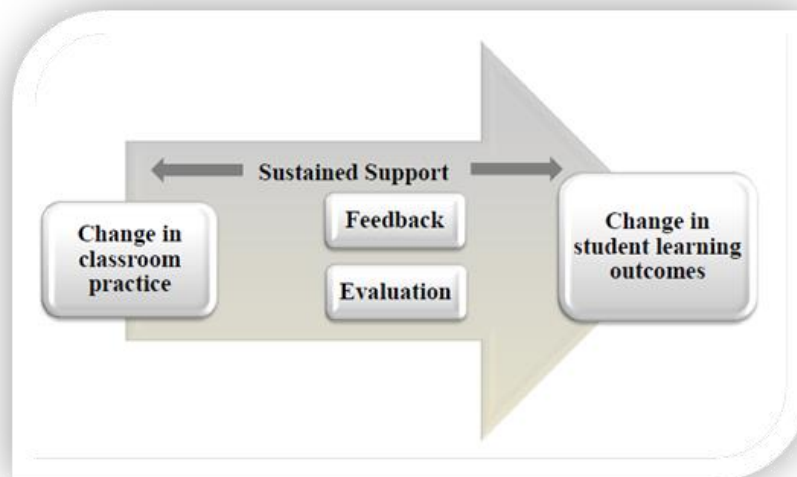 Sustained Support
Feedback
Change in
classroom
practice
Evaluation
Change in
student learning
outcomes